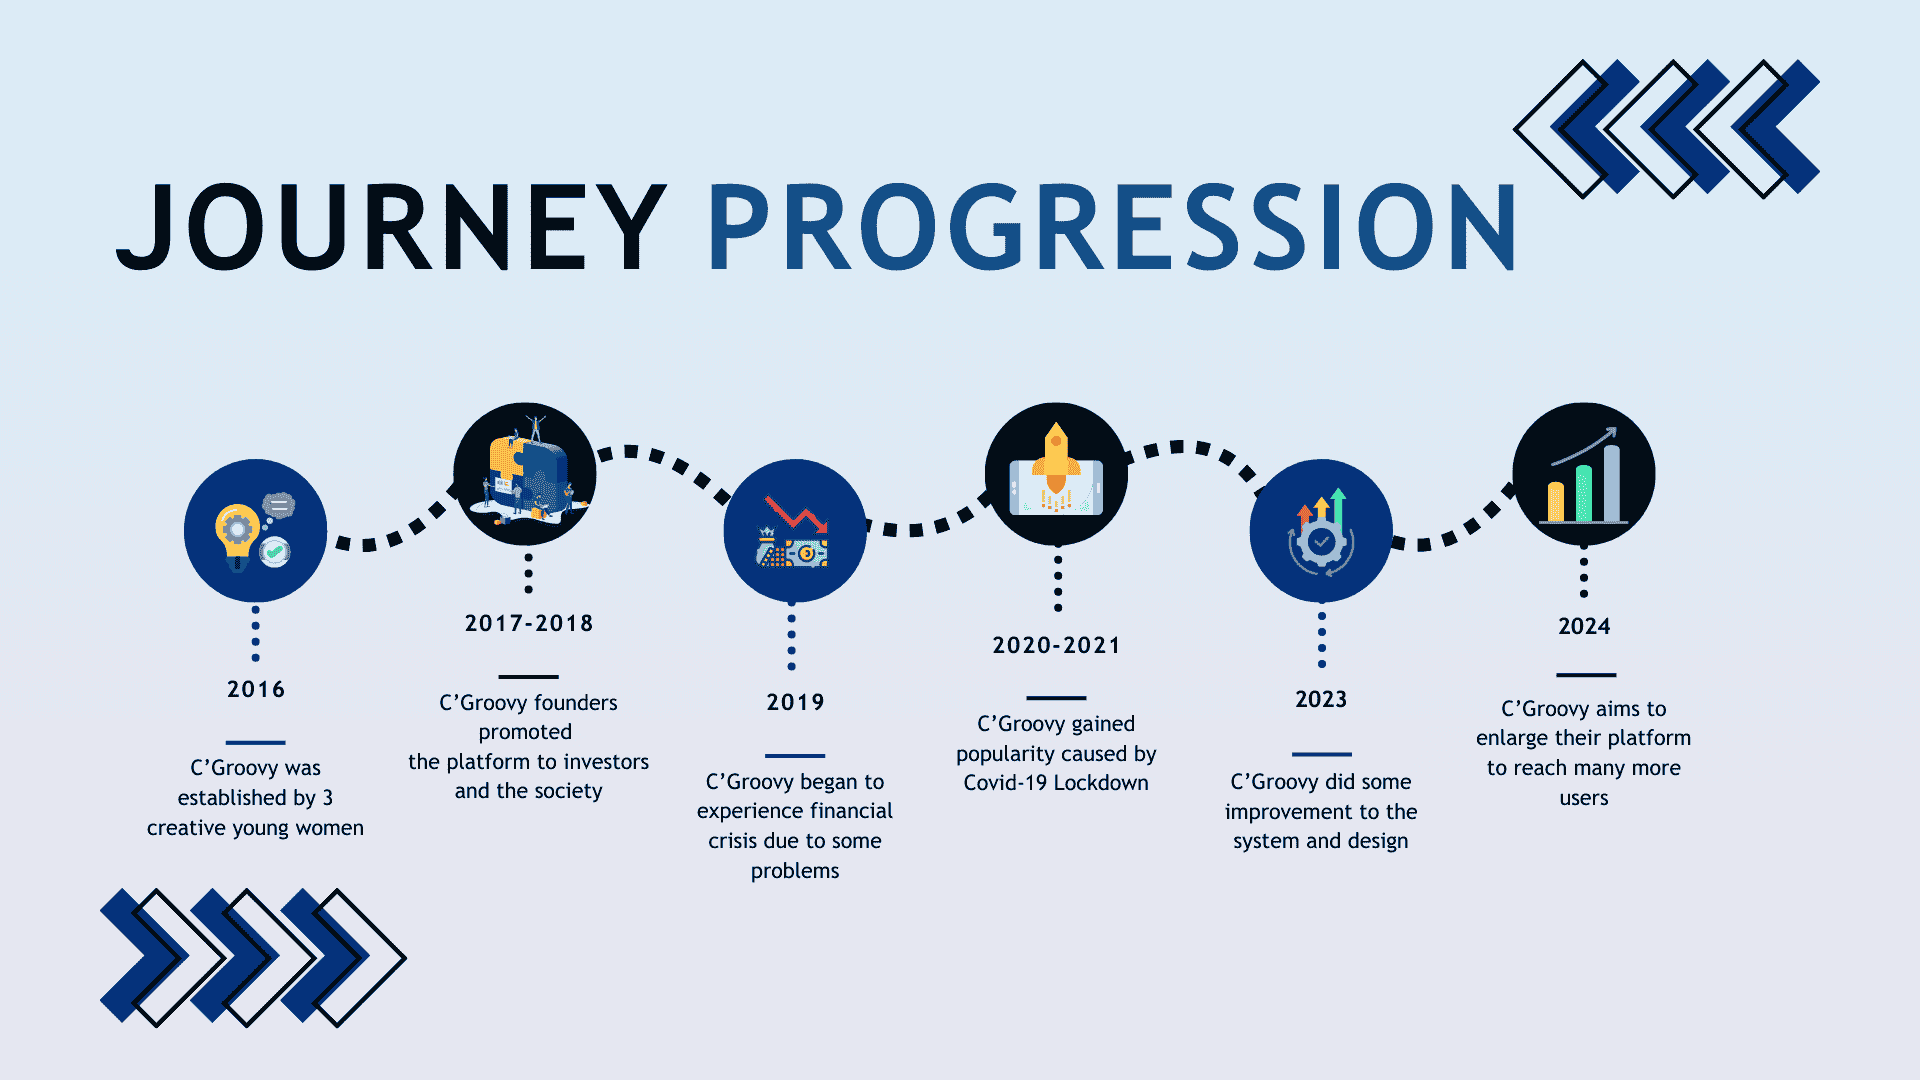 JOURNEY PROGRESSION
2016
C’Groovy was
established by 3
creative young women
2017-2018
C’Groovy founders
promoted
the platform to investors
and the society
2019
C’Groovy began to
experience financial
crisis due to some
problems
2020-2021
C’Groovy gained
popularity caused by
Covid-19 Lockdown
2023
C’Groovy did some
improvement to the
system and design
2024
C’Groovy aims to
enlarge their platform
to reach many more
users